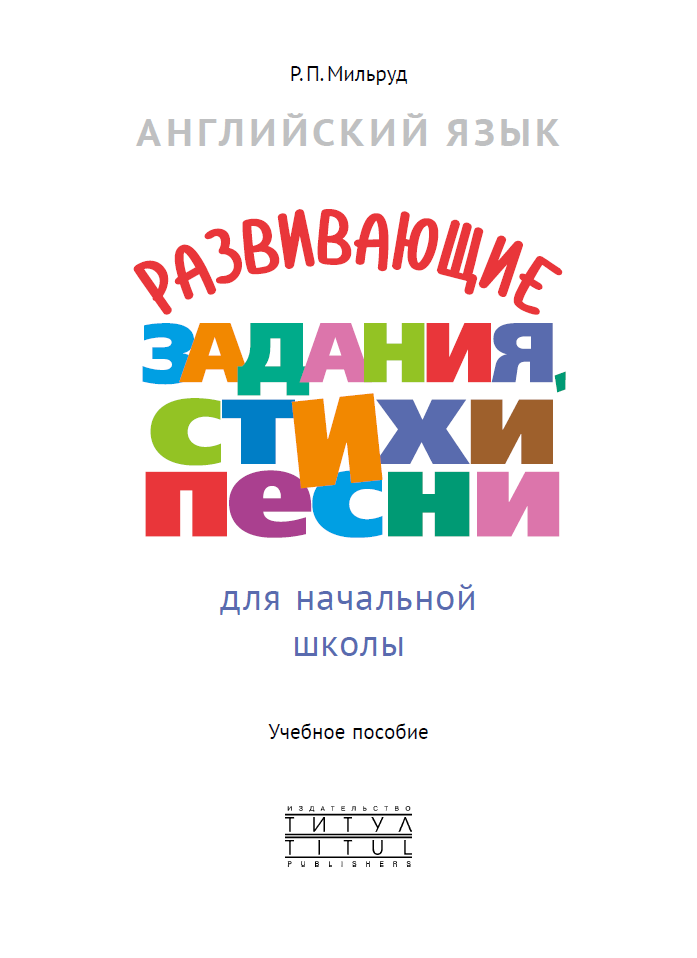 Р. П. Мильруд
АНГЛИЙСКИЙ ЯЗЫК
РАЗВИВАЮЩИЕ
ЗАДАНИЯ,
СТИХИ
ПЕСНИ
для начальной
школы
Учебное пособие
ИЗДАТЕЛЬСТВО
ТИТУЛ
TITUL
PUBLISHERS